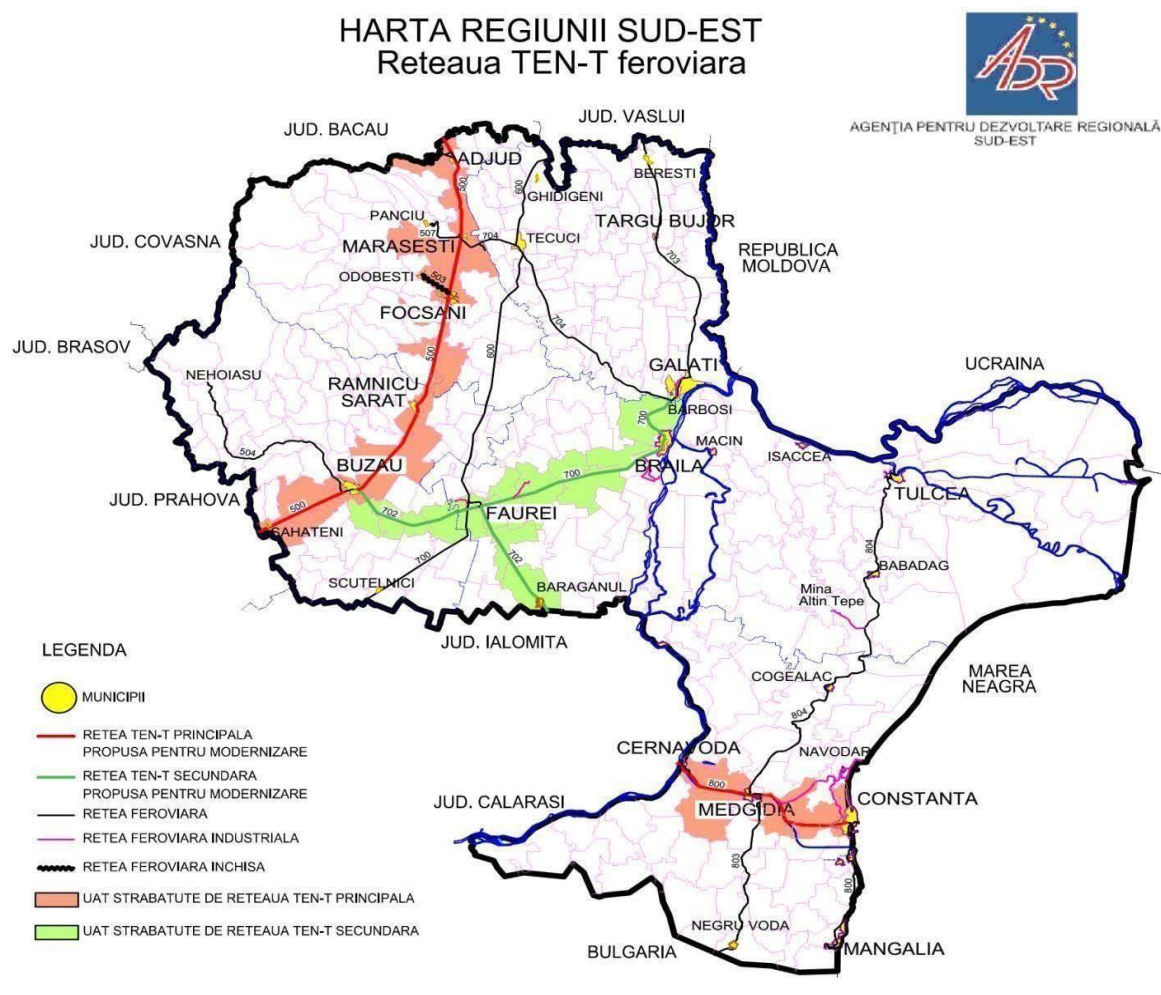 HARTA REGIUNII SUD-EST
Reteaua TEN-T feroviara
ADR
AGENŢIA PENTRU DEZVOLTARE REGIONALĂ
SUD-EST
JUD. BACAU
JUD. VASLUI
ADJUD
BERESTI
500
600
GHIDIGENI
PANCIU
507
TARGU BUJOR
JUD. COVASNA
MARASESTI
704
TECUCI
REPUBLICA
MOLDOVA
703
ODOBESTI
503
FOCSANI
704
JUD. BRASOV
500
600
GALATI
UCRAINA
NEHOIASU
RAMNICU
SARAT
BARBOSI
700
MACIN
ISACCEA
504
BUZAU
BRAILA
700
TULCEA
JUD. PRAHOVA
500
702
FAUREI
SAHATENI
702
804
700
SCUTELNICI
BARAGANUL
BABADAG
Mina
Altin Tepe
JUD. IALOMITA
MAREA
NEAGRA
COGEALAC
804
CERNAVODA
NAVODAR
800
JUD. CALARASI
MEDGIDIA
CONSTANTA
803
800
NEGRU VODA
BULGARIA
MANGALIA
LEGENDA
MUNICIPII
RETEA TEN-T PRINCIPALA
PROPUSA PENTRU MODERNIZARE
RETEA TEN-T SECUNDARA
PROPUSA PENTRU MODERNIZARE
RETEA FEROVIARA
RETEA FEROVIARA INDUSTRIALA
RETEA FEROVIARA INCHISA
UAT STRABATUTE DE RETEAUA TEN-T PRINCIPALA
UAT STRABATUTE DE RETEAUA TEN-T SECUNDARA